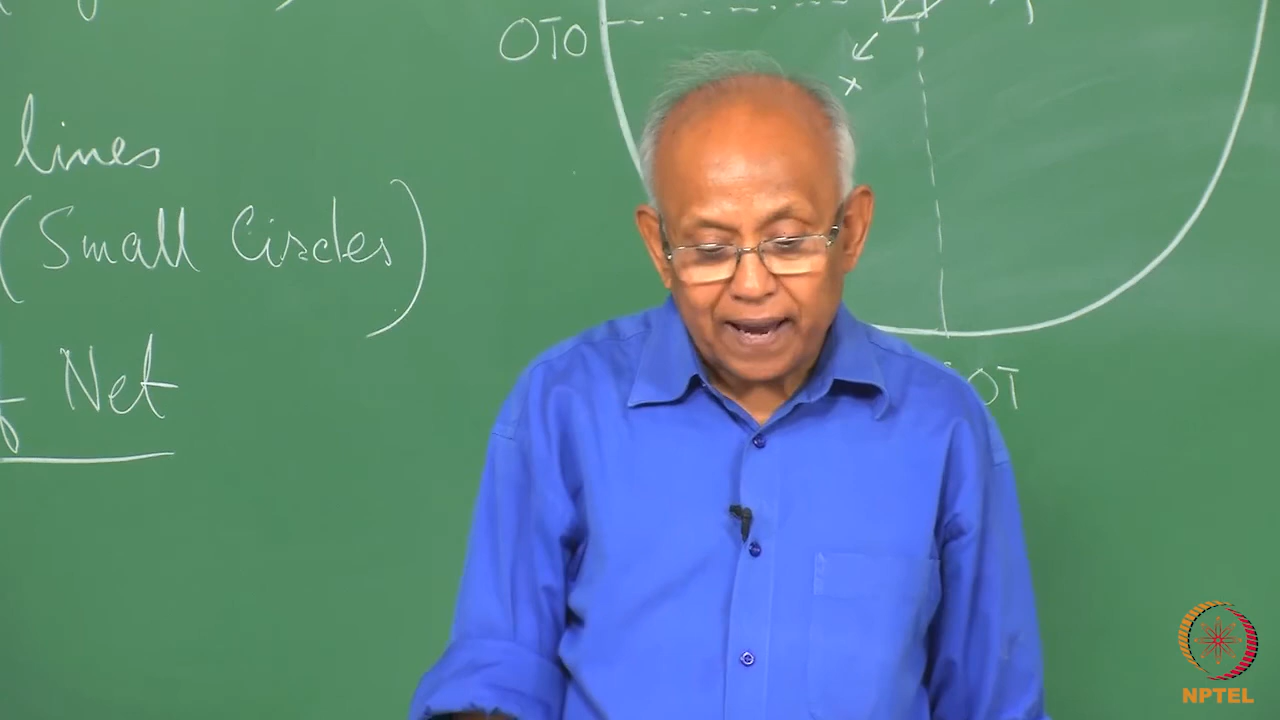 lines
(Small Circles)
Net
OTO
x
OT
NPTEL